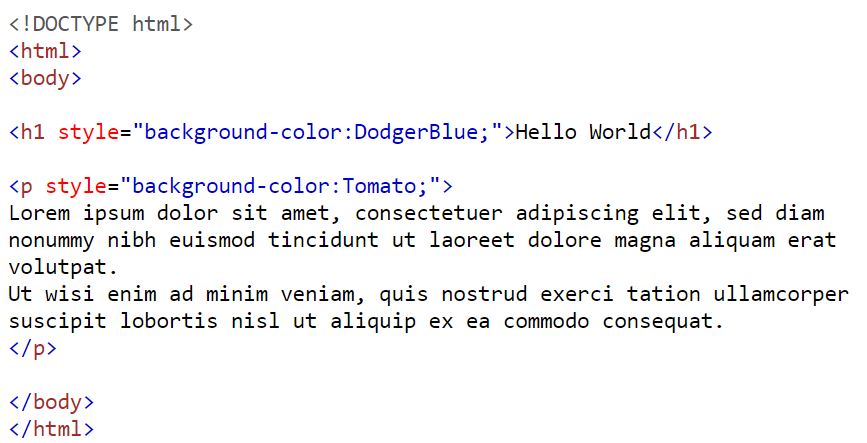 <!DOCTYPE html>
<html>
<body>
<h1 style="background-color:DodgerBlue;">Hello World</h1>
<p style="background-color:Tomato;">
Lorem ipsum dolor sit amet, consectetuer adipiscing elit, sed diam
nonummy nibh euismod tincidunt ut laoreet dolore magna aliquam erat
volutpat.
Ut wisi enim ad minim veniam, quis nostrud exerci tation ullamcorper
suscipit lobortis nisl ut aliquip ex ea commodo consequat.
</p>
</body>
</html>